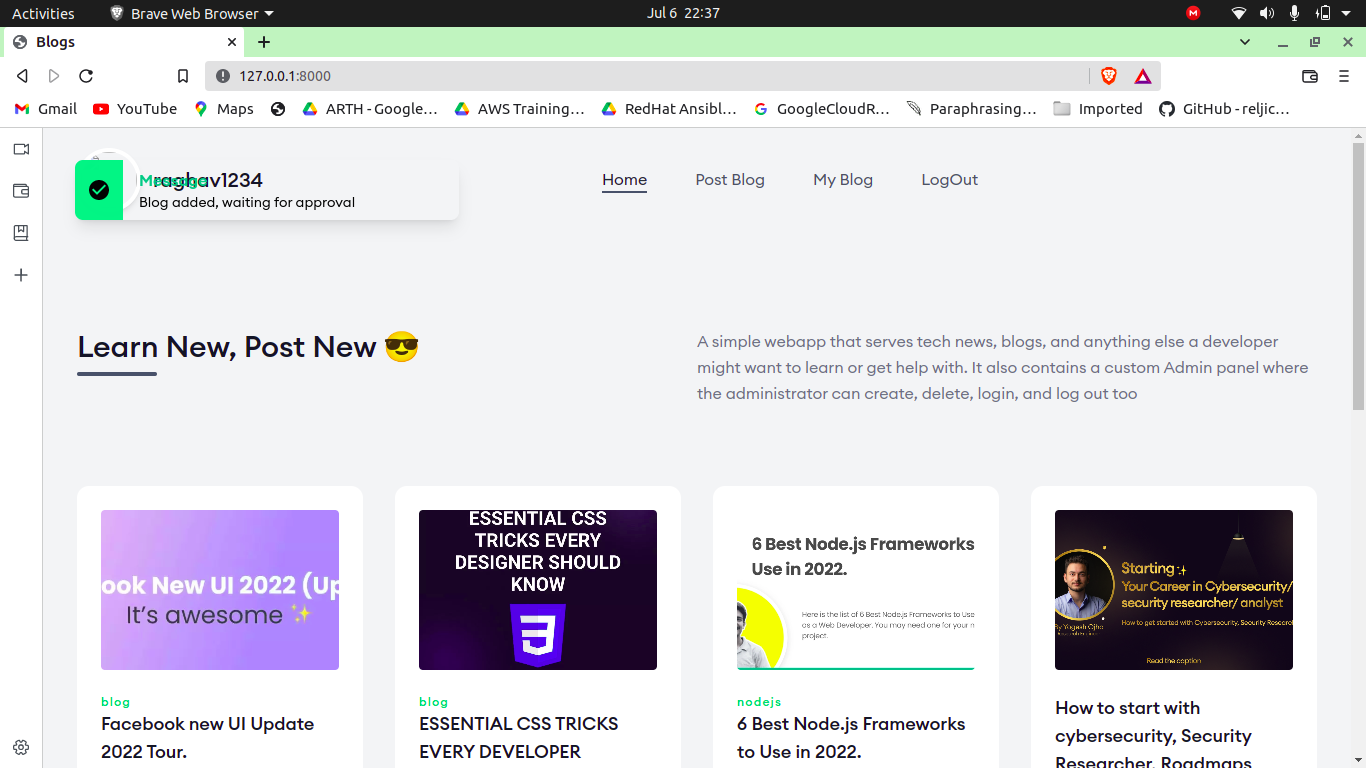 Activities
Brave Web Browser
Jul 6 22:37
Blogs
127.0.0.1:8000
Gmail
YouTube
Maps
ARTH - Google...
AWS Training...
RedHat Ansibl...
GoogleCloudR...
Paraphrasing...
Imported
GitHub - reljic...
Message
raghav1234
Blog added, waiting for approval
Home
Post Blog
My Blog
LogOut
Learn New, Post New 😎
A simple webapp that serves tech news, blogs, and anything else a developer
might want to learn or get help with. It also contains a custom Admin panel where
the administrator can create, delete, login, and log out too
ook New UI 2022 (Up
It's awesome ✨
blog
Facebook new UI Update
2022 Tour.
ESSENTIAL CSS
TRICKS EVERY
DESIGNER SHOULD
KNOW
blog
ESSENTIAL CSS TRICKS
EVERY DEVELOPER
6 Best Node.js Frameworks
Use in 2022.
Here is the list of 6 Best Node.js Frameworks to Use
as a Web Developer. You may need one for your n
project.
nodejs
6 Best Node.js Frameworks
to Use in 2022.
Starting ✨
Your Career in Cybersecurity/
security researcher/ analyst
How to get started with Cybersecurity, Security Researc
By Yogesh Ojha
Read the caption
How to start with
cybersecurity, Security
Researcher, Roadmaps